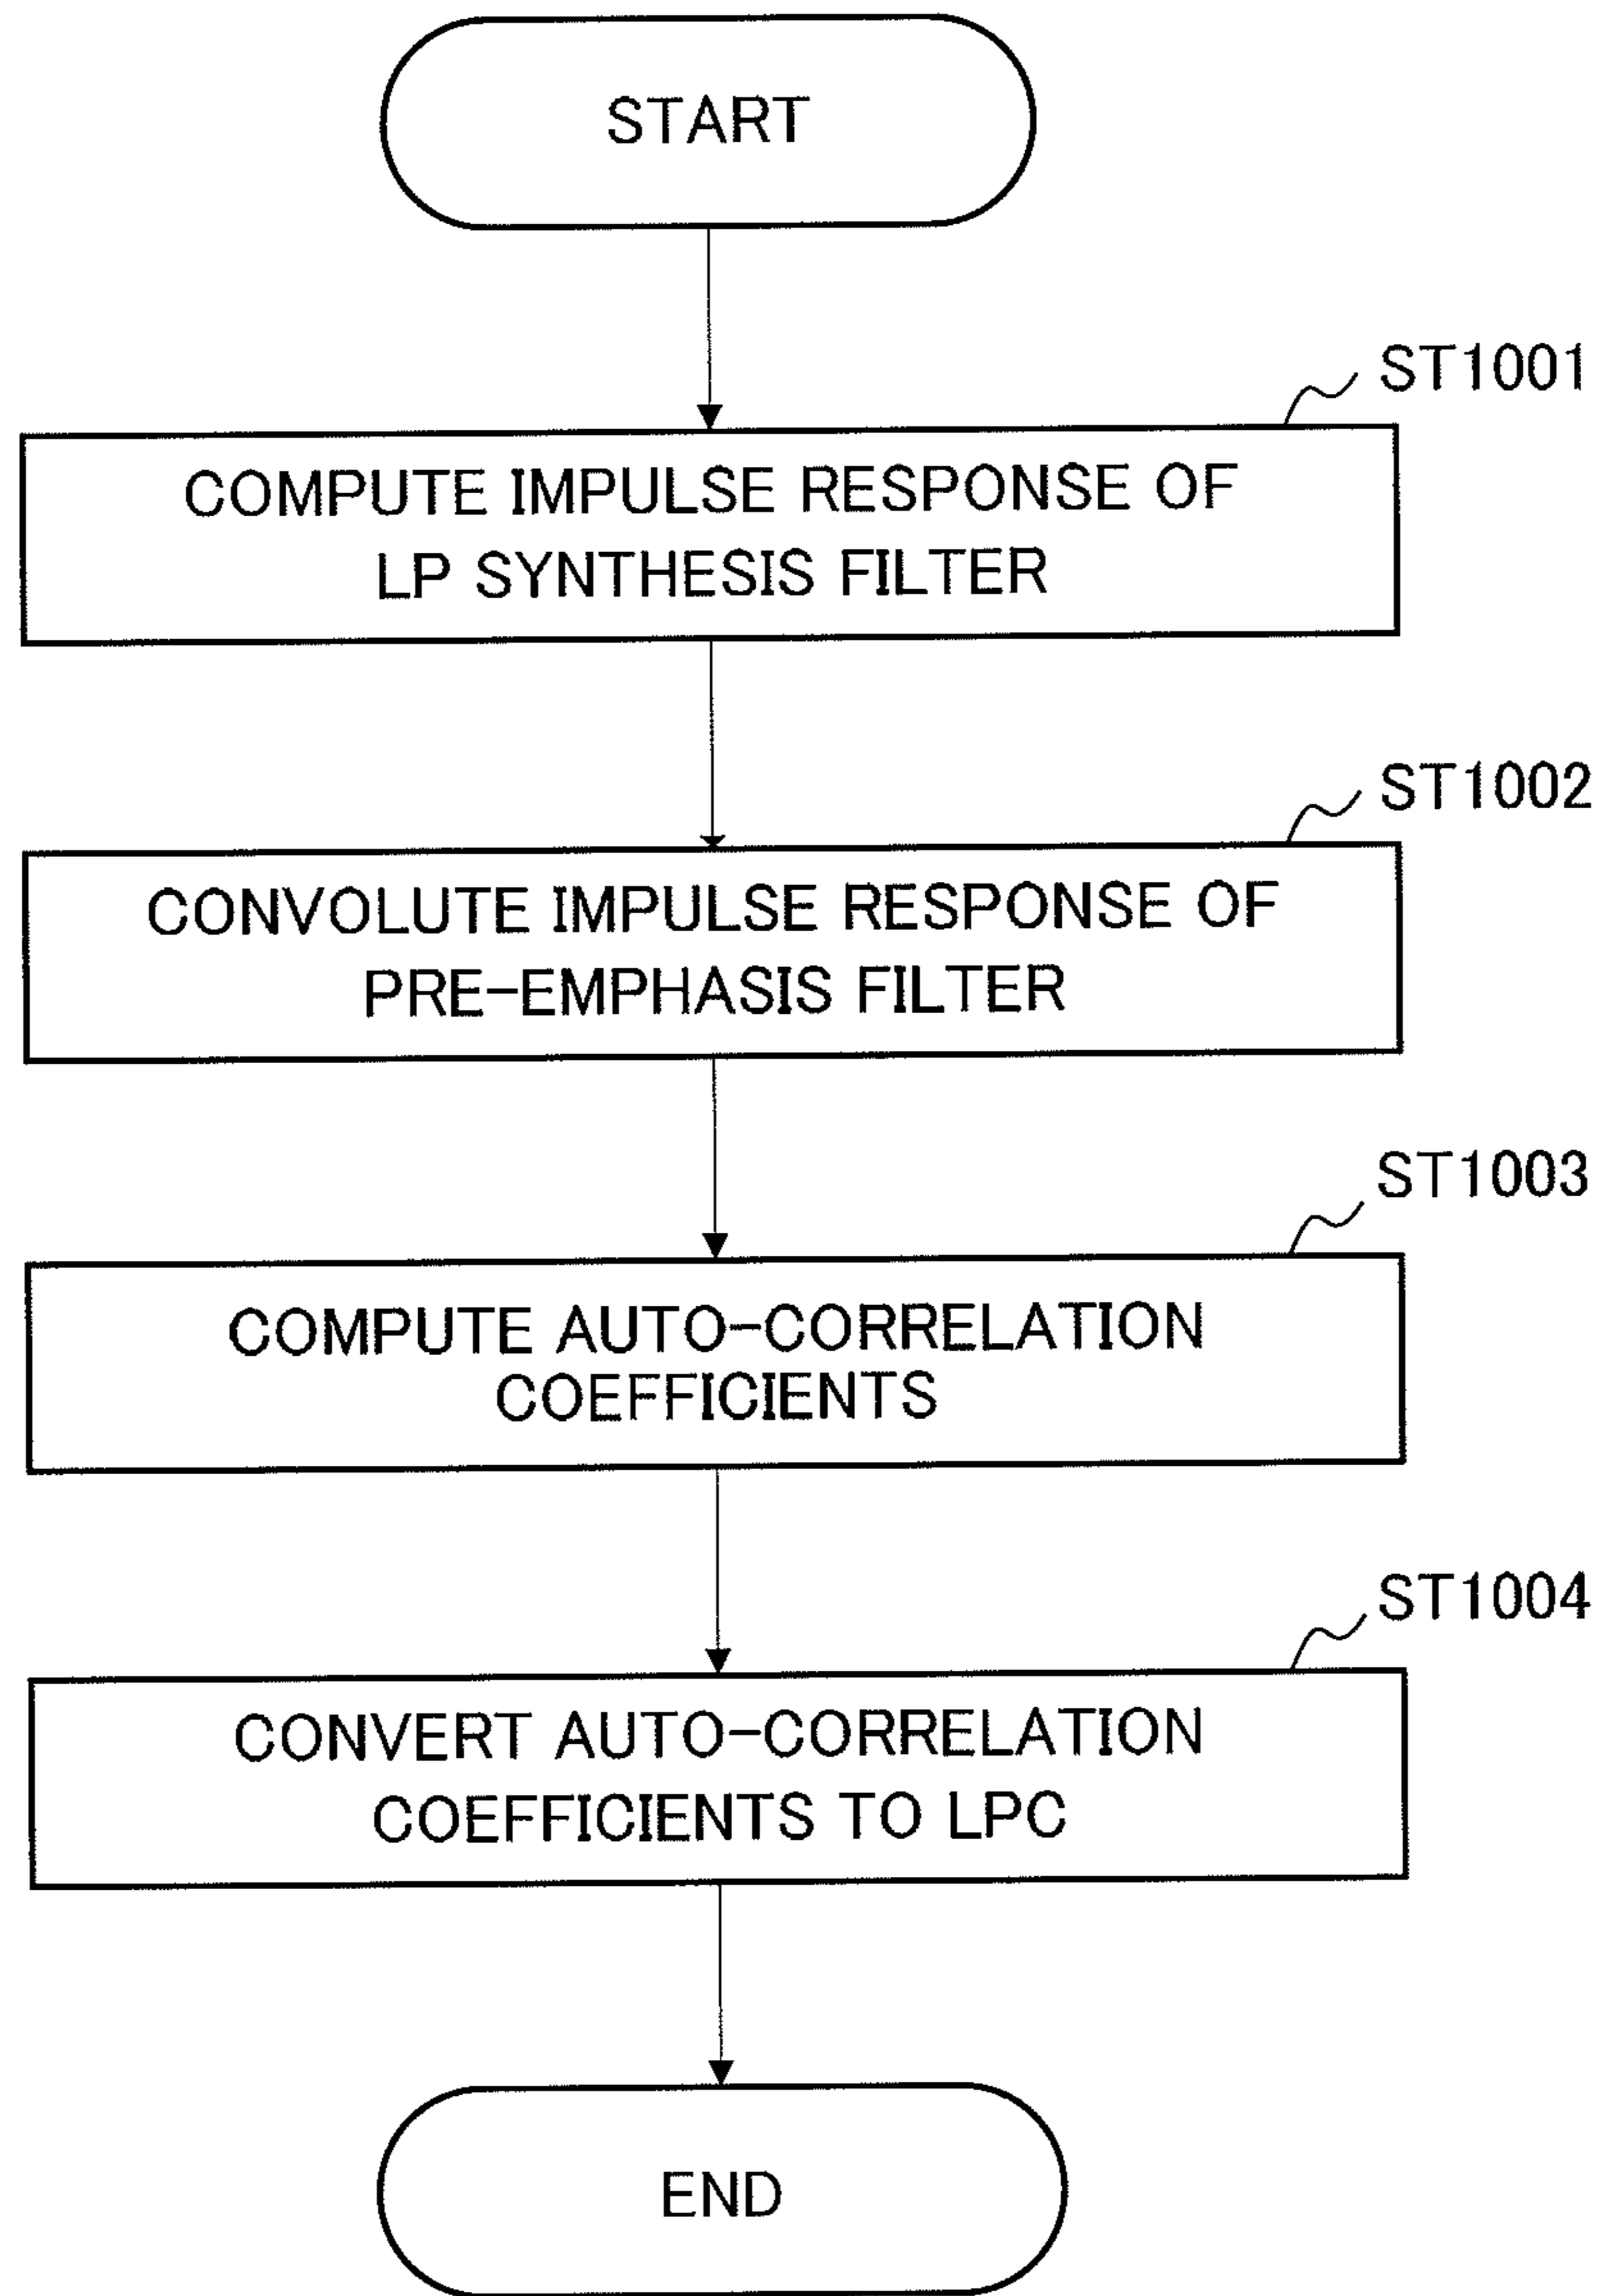 START
ST1001
COMPUTE IMPULSE RESPONSE OF
LP SYNTHESIS FILTER
ST1002
CONVOLUTE IMPULSE RESPONSE OF
PRE-EMPHASIS FILTER
ST1003
COMPUTE AUTO-CORRELATION
COEFFICIENTS
ST1004
CONVERT AUTO-CORRELATION
COEFFICIENTS TO LPC
END